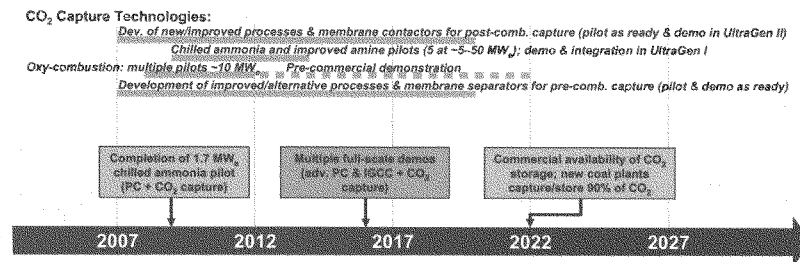 CO₂ Capture Technologies:
Dev. of new/improved processes & membrane contactors for post-comb. capture (pilot as ready & demo in UltraGen II)
Chilled ammonia and improved amine pilots (5 at ~5–50 MWₑ); demo & integration in UltraGen I
Oxy-combustion: multiple pilots ~10 MWₑ Pre-commercial demonstration
Development of improved/alternative processes & membrane separators for pre-comb. capture (pilot & demo as ready)
Completion of 1.7 MWₑ
chilled ammonia pilot
(PC + CO₂ capture)
Multiple full-scale demos
(adv. PC & IGCC + CO₂
capture)
Commercial availability of CO₂
storage; new coal plants
capture/store 90% of CO₂
2007 2012 2017 2022 2027